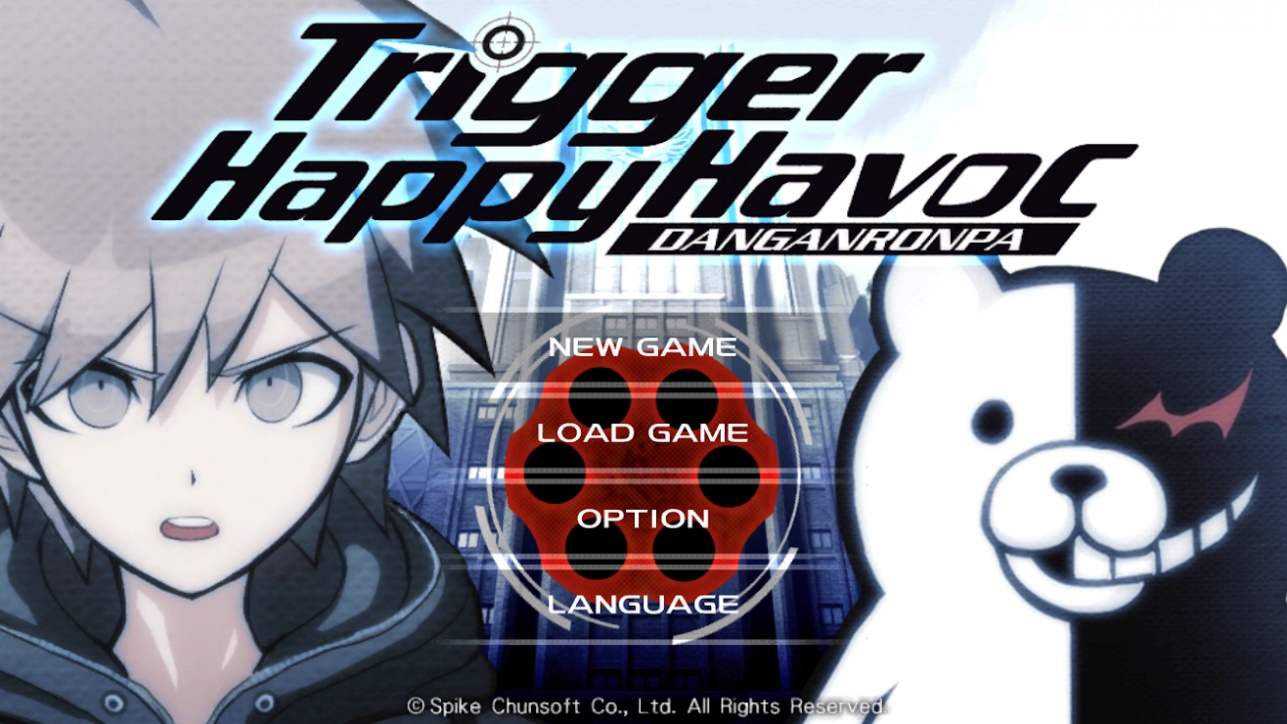 Trigger
Happy Havoc
DANGANRONPA
NEW GAME
LOAD GAME
OPTION
LANGUAGE
©Spike Chunsoft Co., Ltd. All Rights Reserved.